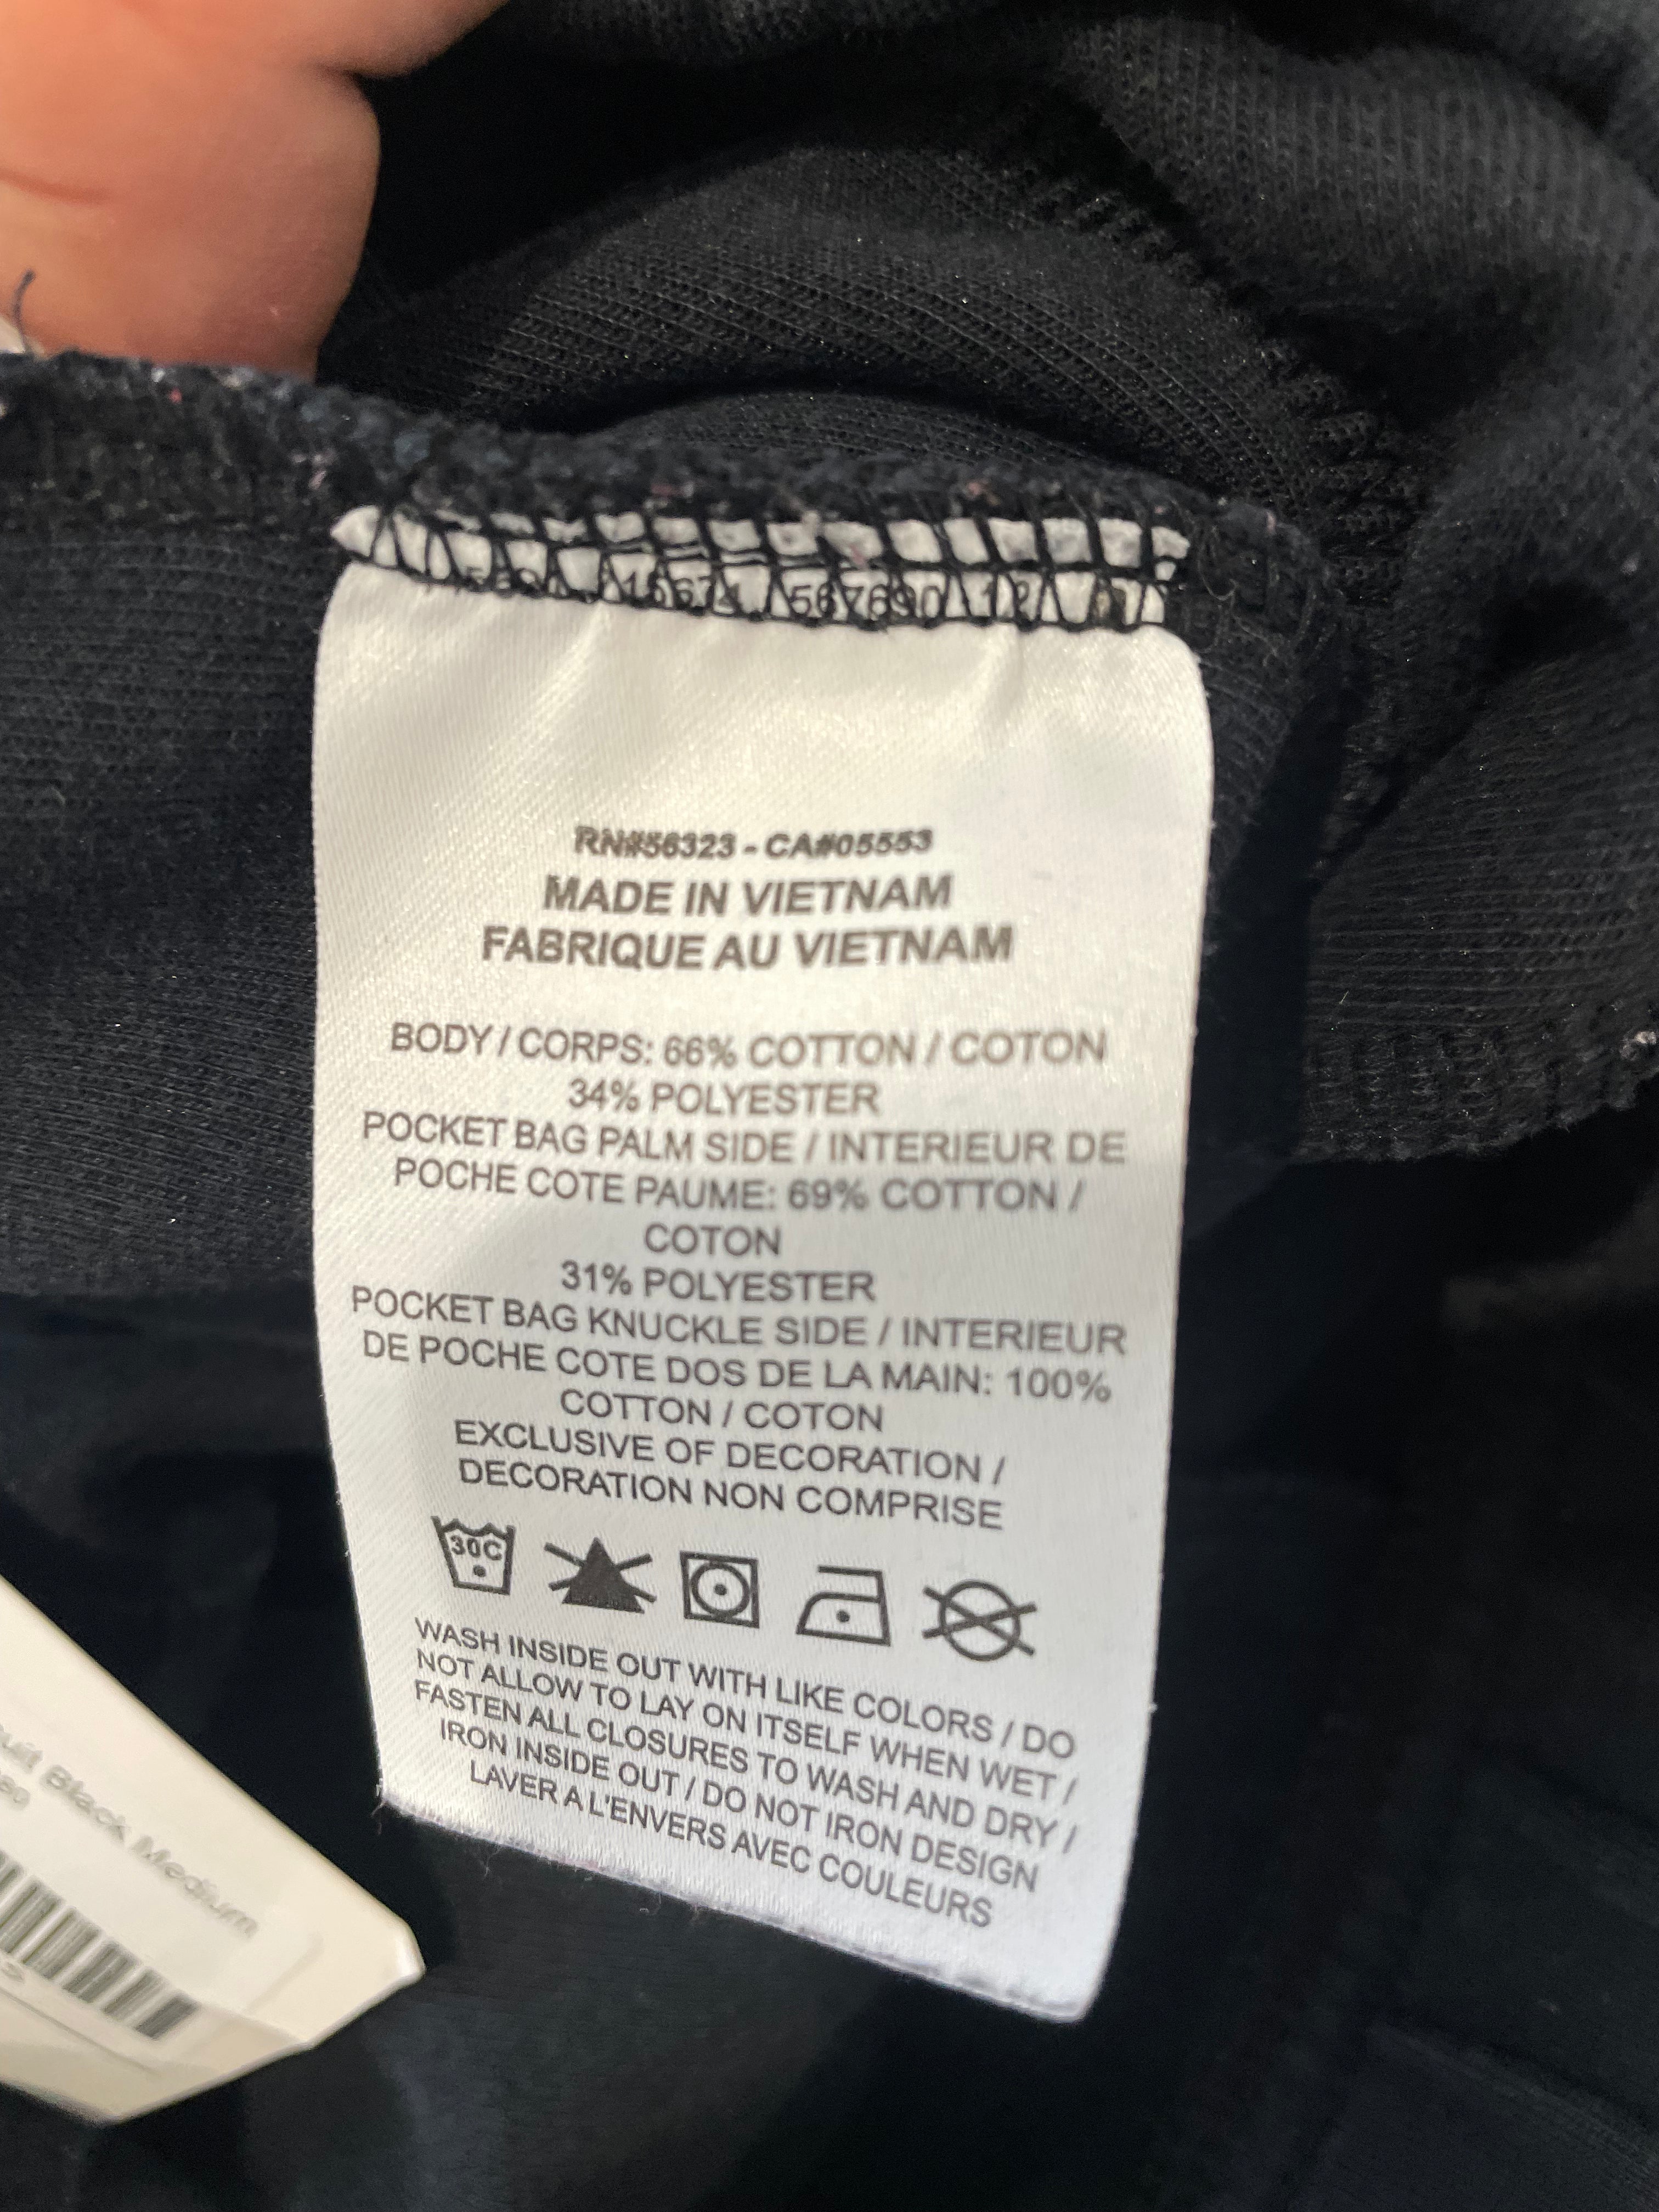 RN#56323 - CA#05553
MADE IN VIETNAM
FABRIQUE AU VIETNAM
BODY / CORPS: 66% COTTON / COTON
34% POLYESTER
POCKET BAG PALM SIDE / INTERIEUR DE
POCHE COTE PAUME: 69% COTTON /
COTON
31% POLYESTER
POCKET BAG KNUCKLE SIDE / INTERIEUR
DE POCHE COTE DOS DE LA MAIN: 100%
COTTON / COTON
EXCLUSIVE OF DECORATION /
DECORATION NON COMPRISE
30C
WASH INSIDE OUT WITH LIKE COLORS / DO
NOT ALLOW TO LAY ON ITSELF WHEN WET /
FASTEN ALL CLOSURES TO WASH AND DRY /
IRON INSIDE OUT / DO NOT IRON DESIGN
LAVER A L'ENVERS AVEC COULEURS
Black Medium